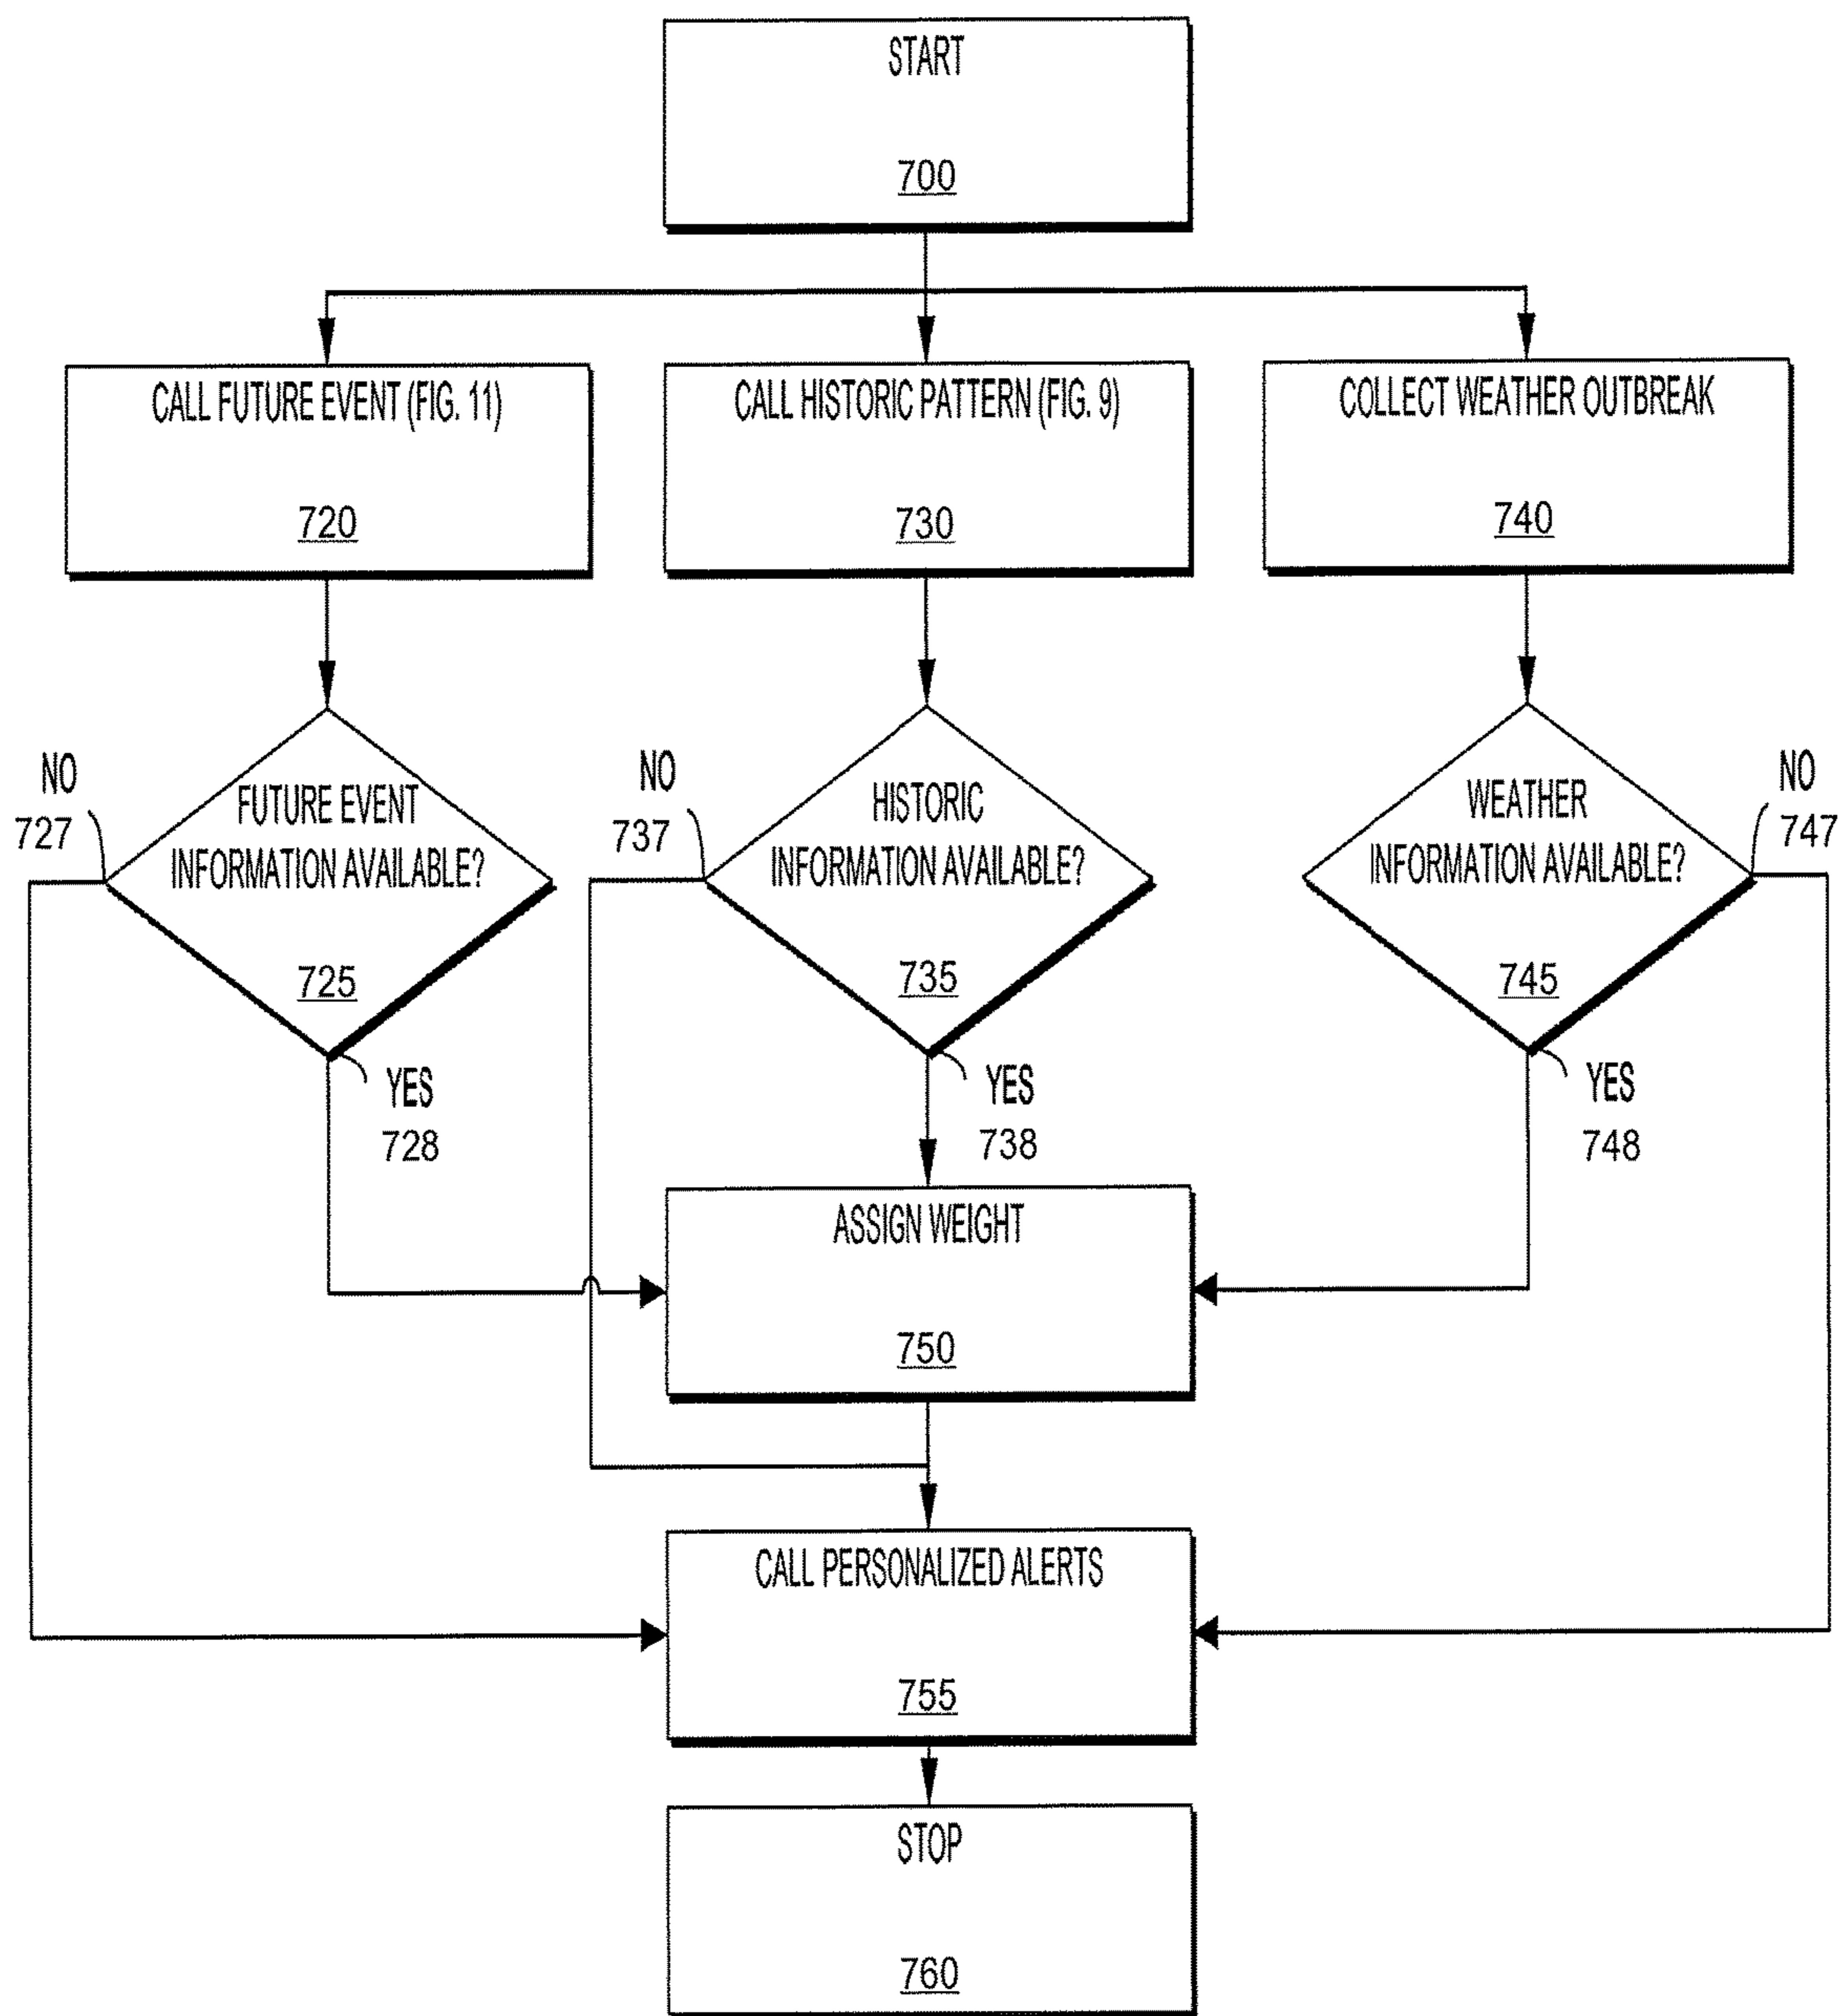 START
700
CALL FUTURE EVENT (FIG. 11)
720
CALL HISTORIC PATTERN (FIG. 9)
730
COLLECT WEATHER OUTBREAK
740
NO
727
FUTURE EVENT
INFORMATION AVAILABLE?
725
YES
728
NO
737
HISTORIC
INFORMATION AVAILABLE?
735
YES
738
WEATHER
INFORMATION AVAILABLE?
745
NO
747
YES
748
ASSIGN WEIGHT
750
CALL PERSONALIZED ALERTS
755
STOP
760